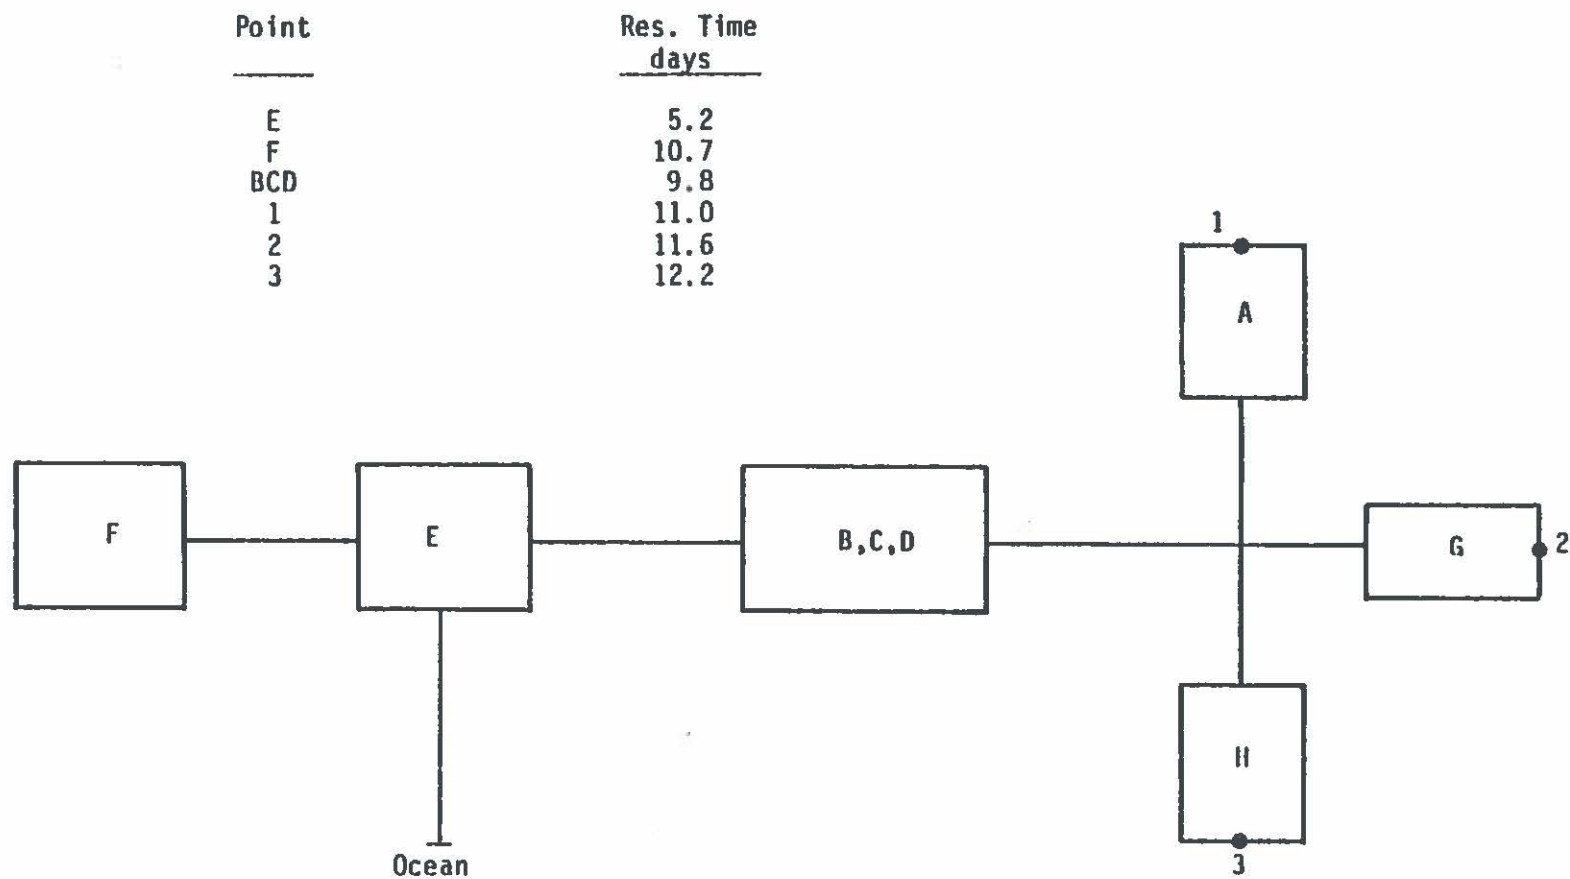 Point Res. Time
days
E 5.2
F 10.7
BCD 9.8
1 11.0
2 11.6
3 12.2
1
A
F E B,C,D G 2
H
3
Ocean